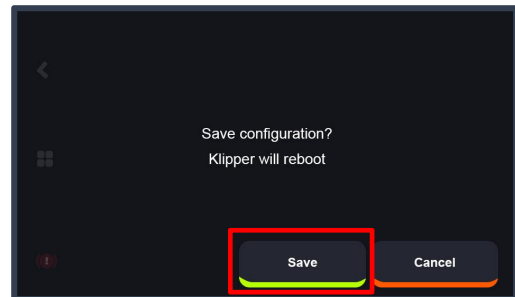 Save configuration?
Klipper will reboot
Save
Cancel